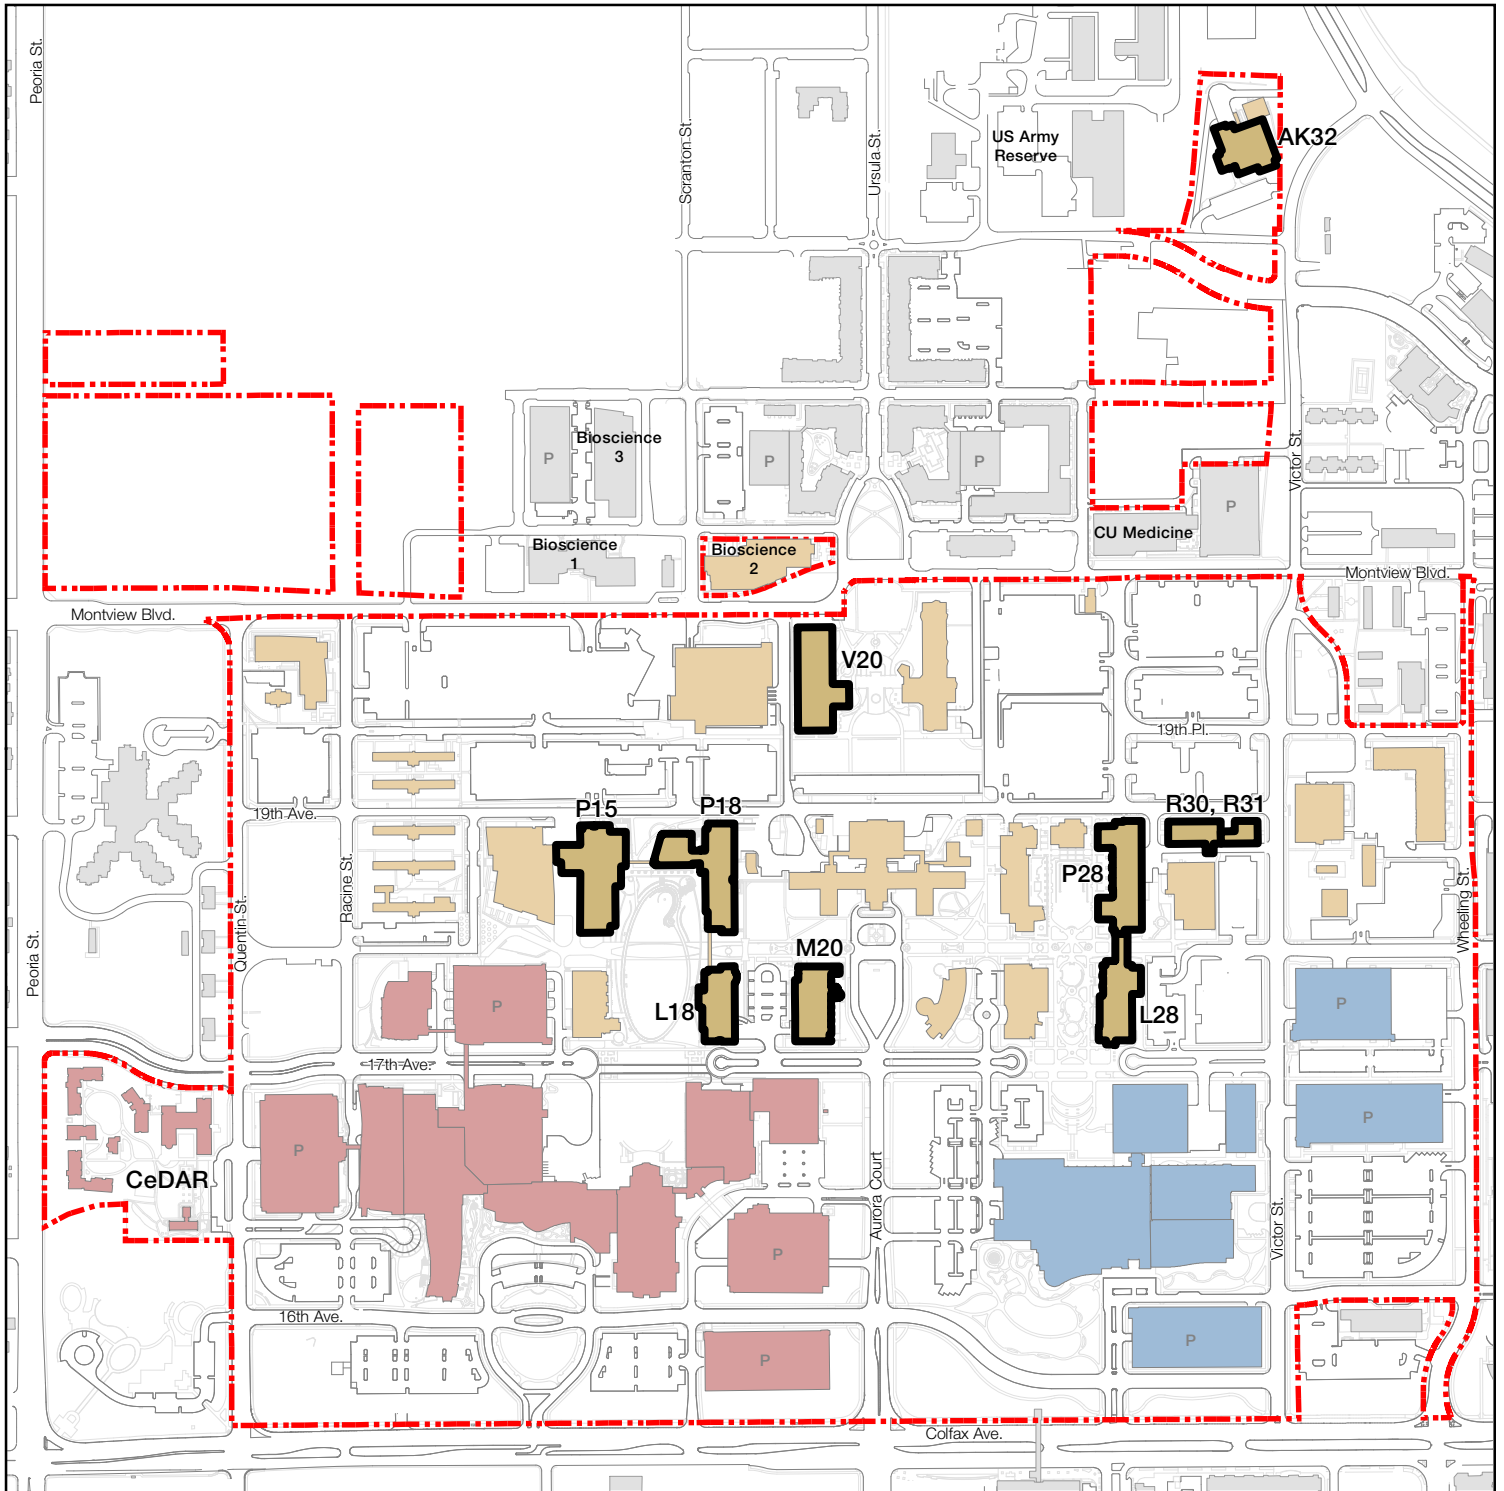 Peoria St.
Scranton St.
Ursula St.
US Army
Reserve
AK32
Bioscience
3
P
P
P
P
Victor St.
CU Medicine
Bioscience
1
Bioscience
2
Montview Blvd.
Montview Blvd.
V20
19th Pl.
19th Ave.
P15
P18
R30, R31
P28
Racine St.
Quentin St.
Wheeling St.
Peoria St.
M20
L18
L28
P
P
17th Ave.
P
P
CeDAR
Aurora Court
Victor St.
P
16th Ave.
P
P
Colfax Ave.